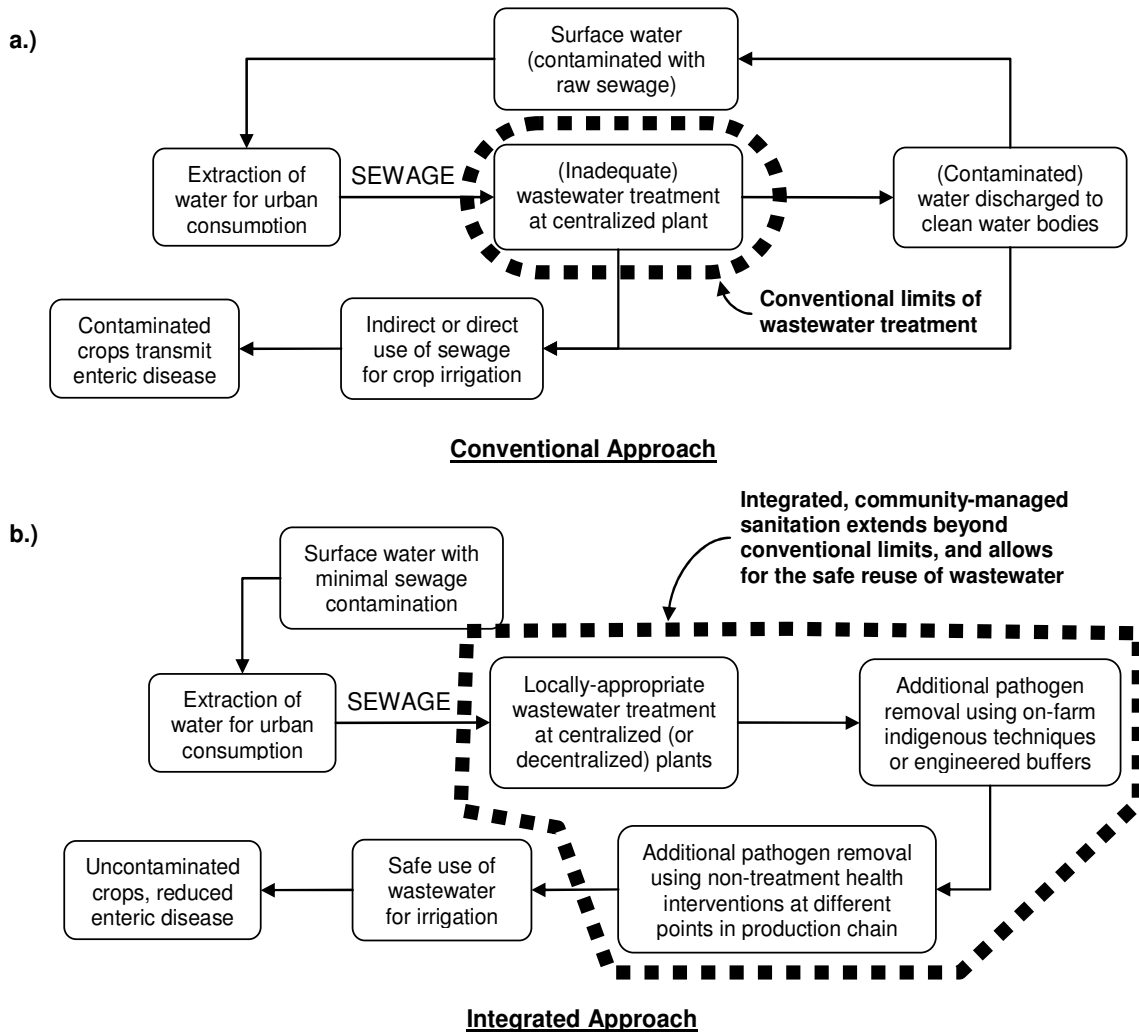 a.)
Surface water
(contaminated with
raw sewage)
Extraction of
water for urban
consumption
SEWAGE
(Inadequate)
wastewater treatment
at centralized plant
(Contaminated)
water discharged to
clean water bodies
Conventional limits of
wastewater treatment
Contaminated
crops transmit
enteric disease
Indirect or direct
use of sewage
for crop irrigation
Conventional Approach
b.)
Integrated, community-managed
sanitation extends beyond
conventional limits, and allows
for the safe reuse of wastewater
Surface water with
minimal sewage
contamination
Extraction of
water for urban
consumption
SEWAGE
Locally-appropriate
wastewater treatment
at centralized (or
decentralized) plants
Additional pathogen
removal using on-farm
indigenous techniques
or engineered buffers
Uncontaminated
crops, reduced
enteric disease
Safe use of
wastewater
for irrigation
Additional pathogen removal
using non-treatment health
interventions at different
points in production chain
Integrated Approach